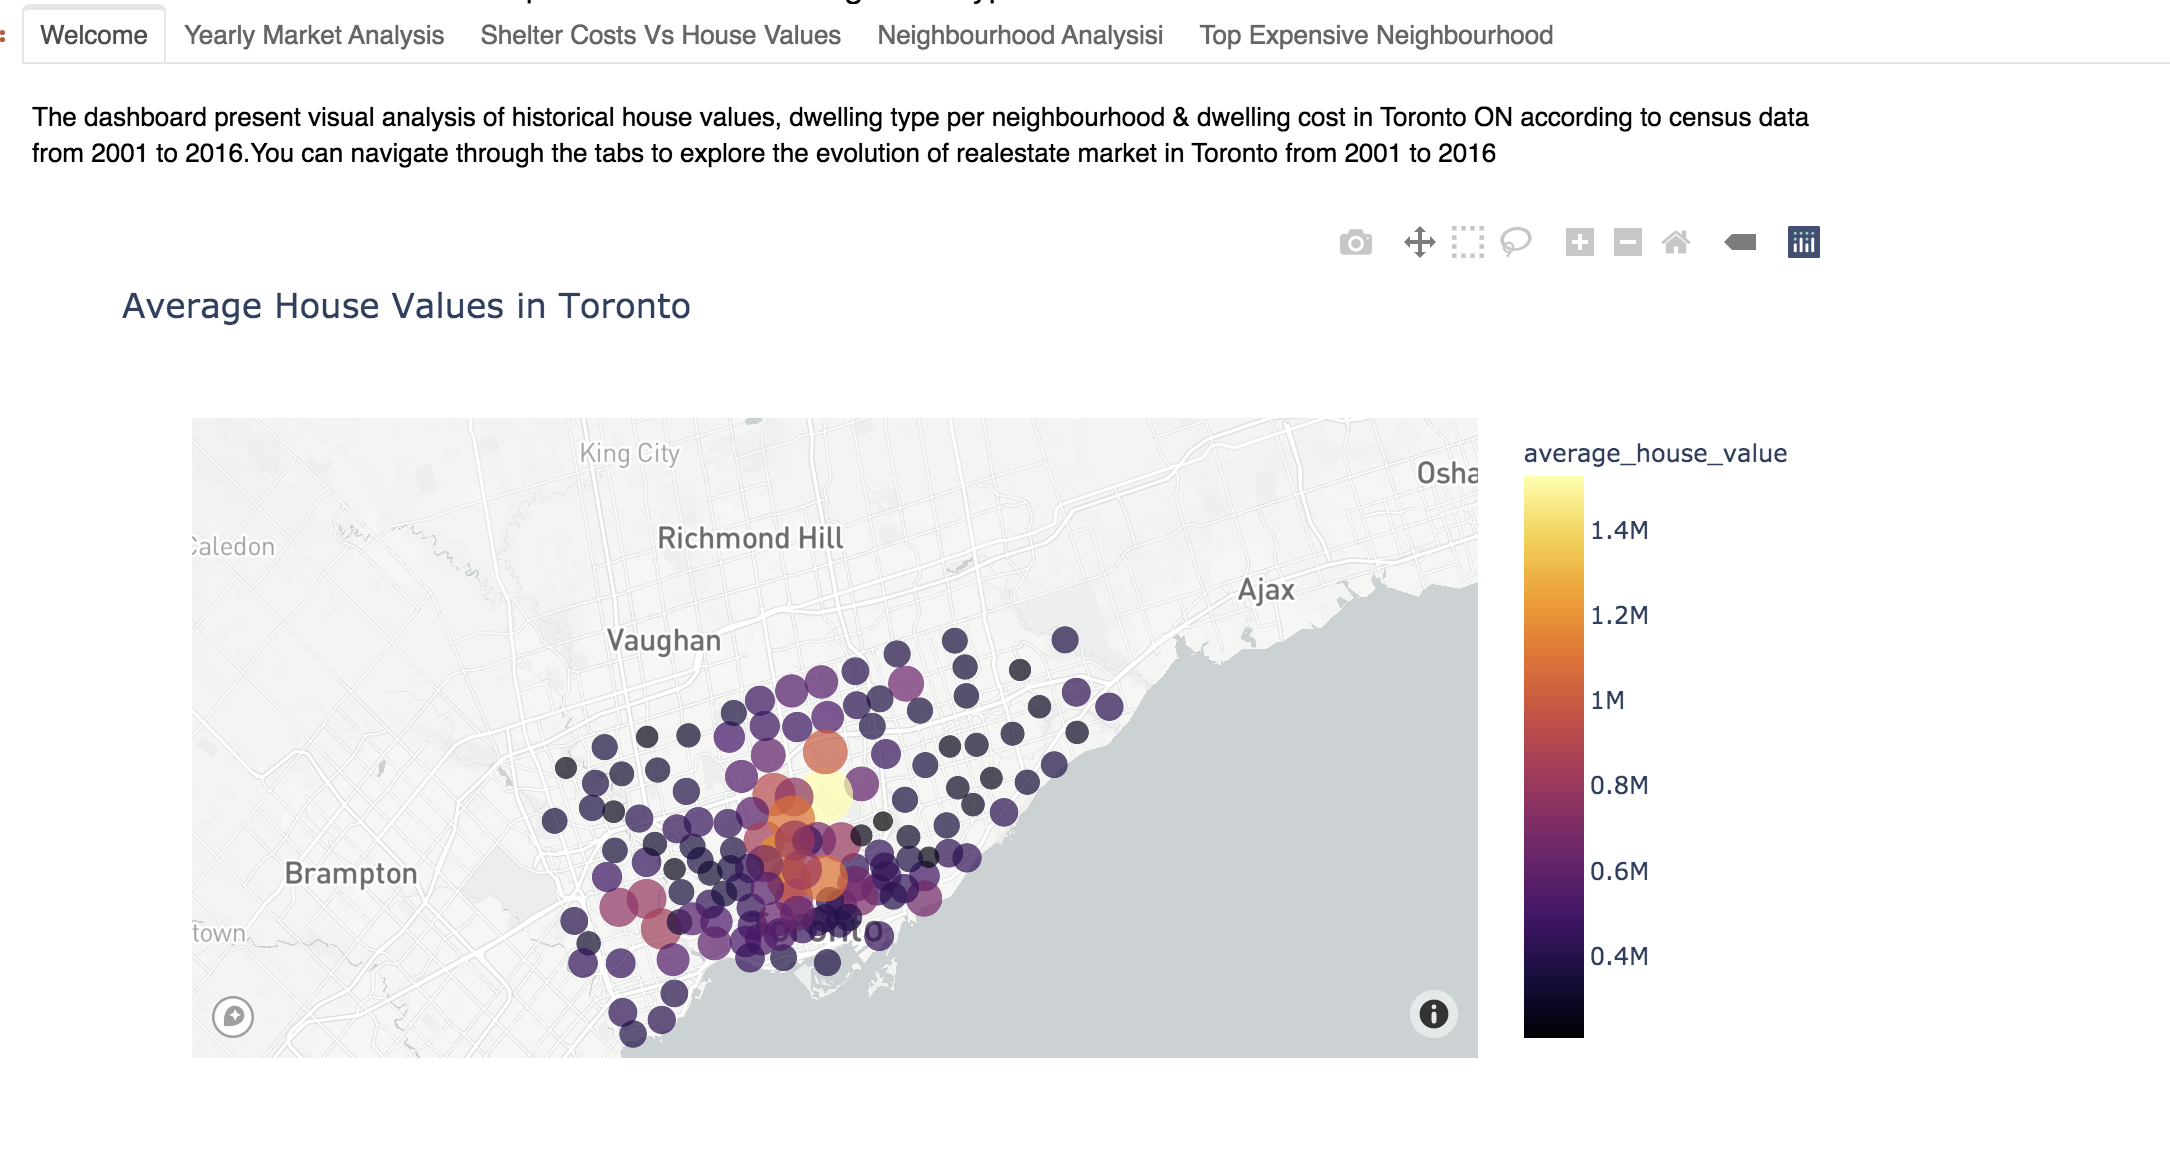 Welcome Yearly Market Analysis Shelter Costs Vs House Values Neighbourhood Analysisi Top Expensive Neighbourhood
The dashboard present visual analysis of historical house values, dwelling type per neighbourhood & dwelling cost in Toronto ON according to census data
from 2001 to 2016.You can navigate through the tabs to explore the evolution of realestate market in Toronto from 2001 to 2016
Average House Values in Toronto
King City
average_house_value
Osha
Richmond Hill
1.4M
aledon
Ajax
1.2M
Vaughan
1M
0.8M
Brampton
0.6M
town
Toronto
0.4M